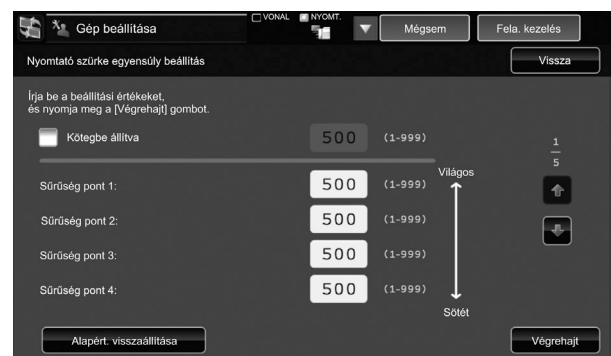 Gép beállítása
VONAL
NYOMT.
Mégsem
Fela. kezelés
Nyomtató szürke egyensúly beállítás
Vissza
Írja be a beállítási értékeket,
és nyomja meg a [Végrehajt] gombot.
Kötegbe állítva
500
(1-999)
1
5
Világos
Sűrűség pont 1:
500
(1-999)
Sűrűség pont 2:
500
(1-999)
Sűrűség pont 3:
500
(1-999)
Sűrűség pont 4:
500
(1-999)
Sötét
Alapért. visszaállítása
Végrehajt